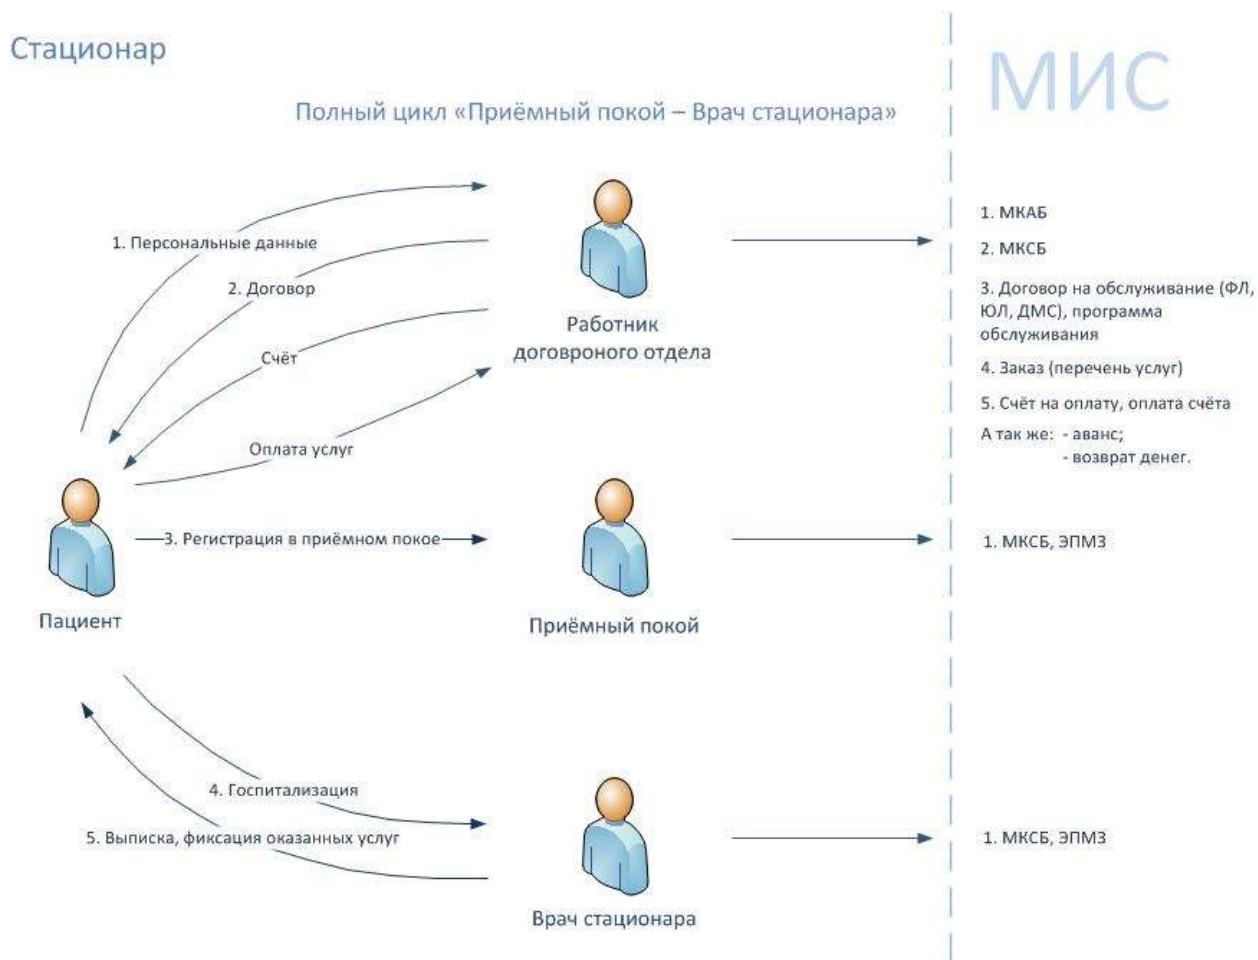 Стационар
МИС
Полный цикл «Приёмный покой – Врач стационара»
1. Персональные данные
2. Договор
Счёт
Оплата услуг
Работник
договроного отдела
1. МКАБ
2. МКСБ
3. Договор на обслуживание (ФЛ,
ЮЛ, ДМС), программа
обслуживания
4. Заказ (перечень услуг)
5. Счёт на оплату, оплата счёта
А так же: - аванс;
- возврат денег.
3. Регистрация в приёмном покое
Пациент
Приёмный покой
1. МКСБ, ЭПМЗ
4. Госпитализация
5. Выписка, фиксация оказанных услуг
Врач стационара
1. МКСБ, ЭПМЗ